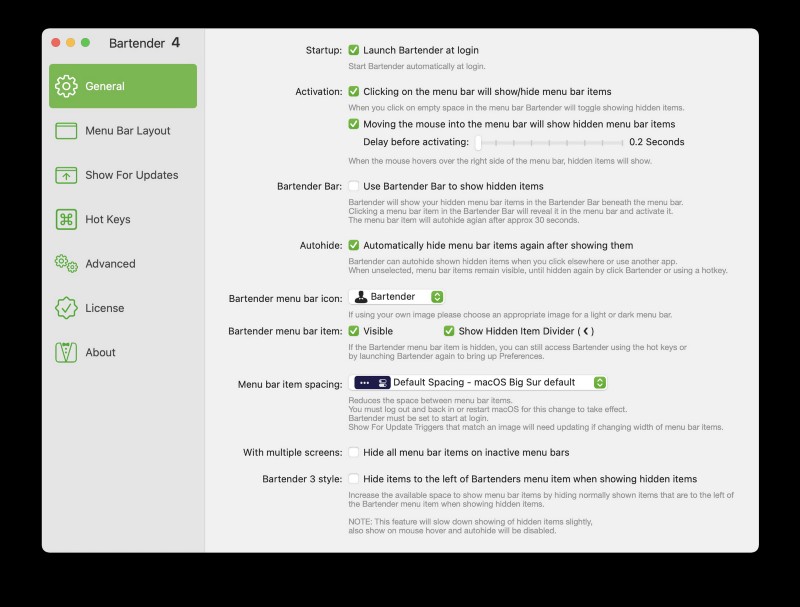 Bartender 4
General
Menu Bar Layout
Show For Updates
Hot Keys
Advanced
License
About
Startup: Launch Bartender at login
Start Bartender automatically at login.
Activation: Clicking on the menu bar will show/hide menu bar items
When you click on empty space in the menu bar Bartender will toggle showing hidden items.
Moving the mouse into the menu bar will show hidden menu bar items
Delay before activating: 0.2 Seconds
When the mouse hovers over the right side of the menu bar, hidden items will show.
Bartender Bar: Use Bartender Bar to show hidden items
Bartender will show your hidden menu bar items in the Bartender Bar beneath the menu bar.
Clicking a menu bar item in the Bartender Bar will reveal it in the menu bar and activate it.
The menu bar item will autohide agian after approx 30 seconds.
Autohide: Automatically hide menu bar items again after showing them
Bartender can autohide shown hidden items when you click elsewhere or use another app.
When unselected, menu bar items remain visible, until hidden again by click Bartender or using a hotkey.
Bartender menu bar icon: Bartender
If using your own image please choose an appropriate image for a light or dark menu bar.
Bartender menu bar item: Visible Show Hidden Item Divider ( ❮ )
If the Bartender menu bar item is hidden, you can still access Bartender using the hot keys or
by launching Bartender again to bring up Preferences.
Menu bar item spacing: Default Spacing - macOS Big Sur default
Reduces the space between menu bar items.
You must log out and back in or restart macOS for this change to take effect.
Bartender must be set to start at login.
Show For Update Triggers that match an image will need updating if changing width of menu bar items.
With multiple screens: Hide all menu bar items on inactive menu bars
Bartender 3 style: Hide items to the left of Bartenders menu item when showing hidden items
Increase the available space to show menu bar items by hiding normally shown items that are to the left of
the Bartender menu item when showing hidden items.
NOTE: This feature will slow down showing of hidden items slightly,
also show on mouse hover and autohide will be disabled.